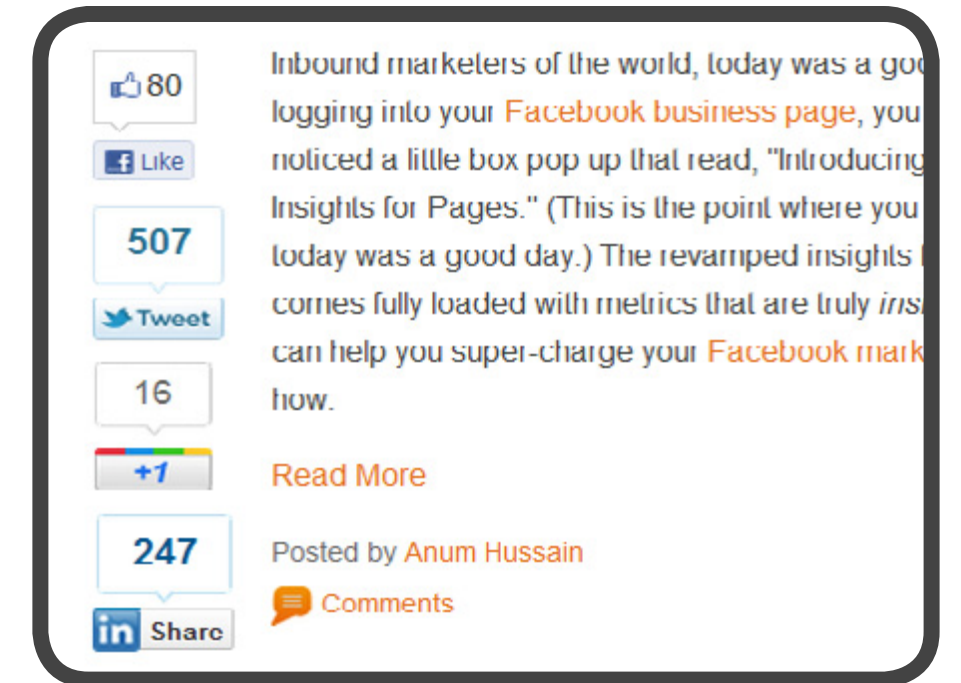 80
Like
507
Tweet
16
+1
247
in Share
Inbound marketers of the world, today was a goo
logging into your Facebook business page, you
noticed a little box pop up that read, "Introducing
Insights for Pages." (This is the point where you
today was a good day.) The revamped insights
comes fully loaded with metrics that are truly insi
can help you super-charge your Facebook mark
how.
Read More
Posted by Anum Hussain
Comments